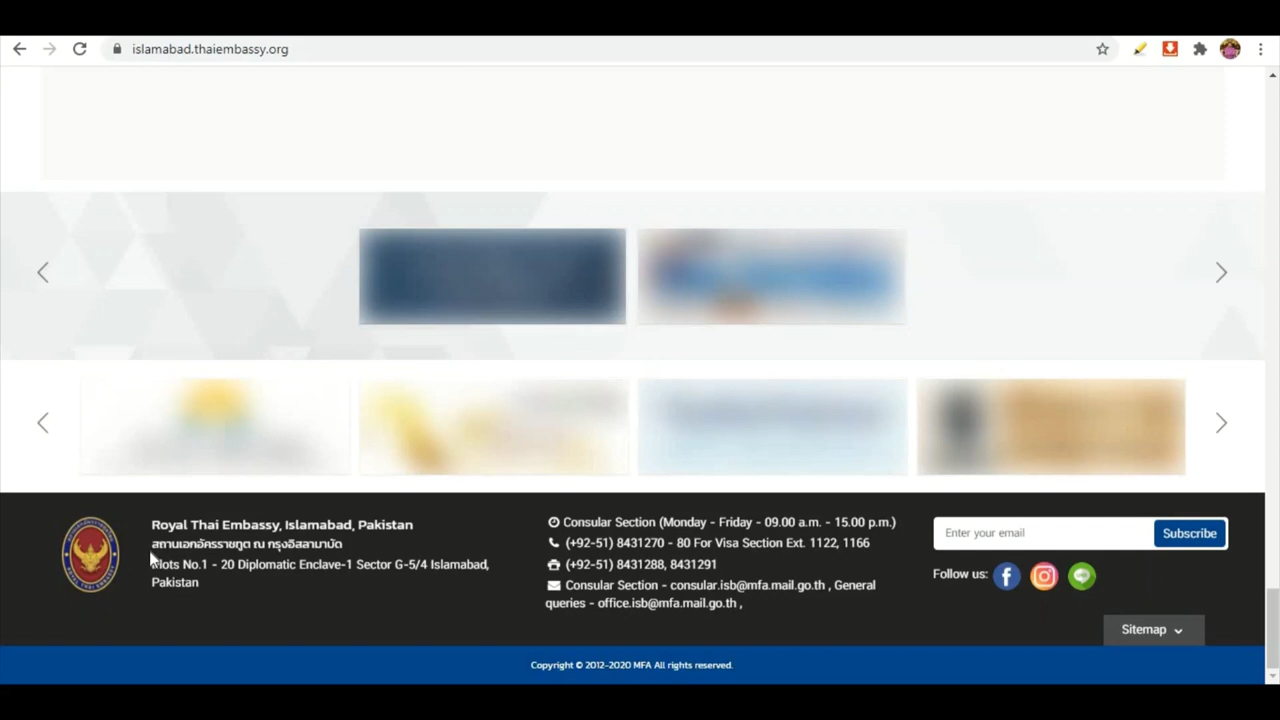 islamabad.thaiembassy.org
Royal Thai Embassy, Islamabad, Pakistan
สถานเอกอัครราชทูต ณ กรุงอิสลามาบัด
Plots No.1 - 20 Diplomatic Enclave-1 Sector G-5/4 Islamabad,
Pakistan
Consular Section (Monday - Friday - 09.00 a.m. - 15.00 p.m.)
(+92-51) 8431270 - 80 For Visa Section Ext. 1122, 1166
(+92-51) 8431288, 8431291
Consular Section - consular.isb@mfa.mail.go.th , General
queries - office.isb@mfa.mail.go.th ,
Enter your email
Subscribe
Follow us:
Sitemap
Copyright © 2012-2020 MFA All rights reserved.